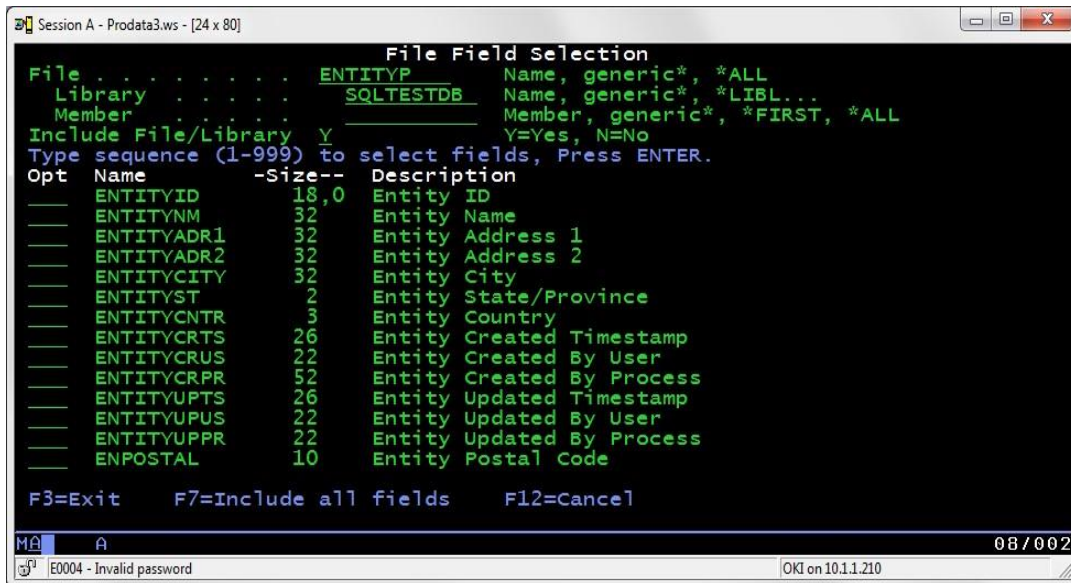 Session A - Prodata3.ws - [24 x 80]
File Field Selection
File . . . . . . . . ENTITYP Name, generic*, *ALL
Library . . . . . SQLTESTDB Name, generic*, *LIBL...
Member . . . . . Member, generic*, *FIRST, *ALL
Include File/Library Y Y=Yes, N=No
Type sequence (1-999) to select fields, Press ENTER.
Opt Name -Size-- Description
ENTITYID 18,0 Entity ID
ENTITYNM 32 Entity Name
ENTITYADR1 32 Entity Address 1
ENTITYADR2 32 Entity Address 2
ENTITYCITY 32 Entity City
ENTITYST 2 Entity State/Province
ENTITYCNTR 3 Entity Country
ENTITYCRTS 26 Entity Created Timestamp
ENTITYCRUS 22 Entity Created By User
ENTITYCRPR 52 Entity Created By Process
ENTITYUPTS 26 Entity Updated Timestamp
ENTITYUPUS 22 Entity Updated By User
ENTITYUPPR 22 Entity Updated By Process
ENPOSTAL 10 Entity Postal Code
F3=Exit F7=Include all fields F12=Cancel
MA A 08/002
E0004 - Invalid password OKI on 10.1.1.210